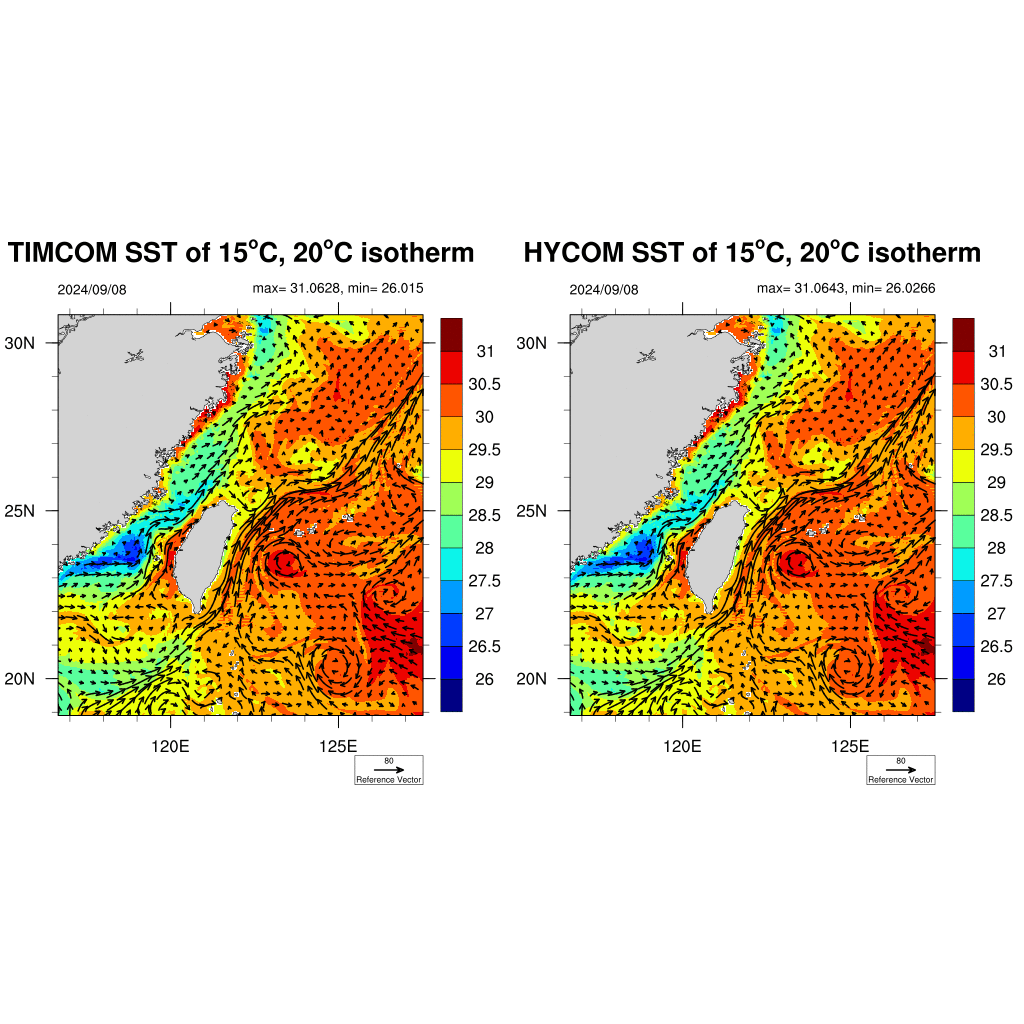 TIMCOM SST of 15°C, 20°C isotherm
2024/09/08
max= 31.0628, min= 26.015
30N
25N
20N
120E
125E
31
30.5
30
29.5
29
28.5
28
27.5
27
26.5
26
80
Reference Vector
HYCOM SST of 15°C, 20°C isotherm
2024/09/08
max= 31.0643, min= 26.0266
30N
25N
20N
120E
125E
31
30.5
30
29.5
29
28.5
28
27.5
27
26.5
26
80
Reference Vector